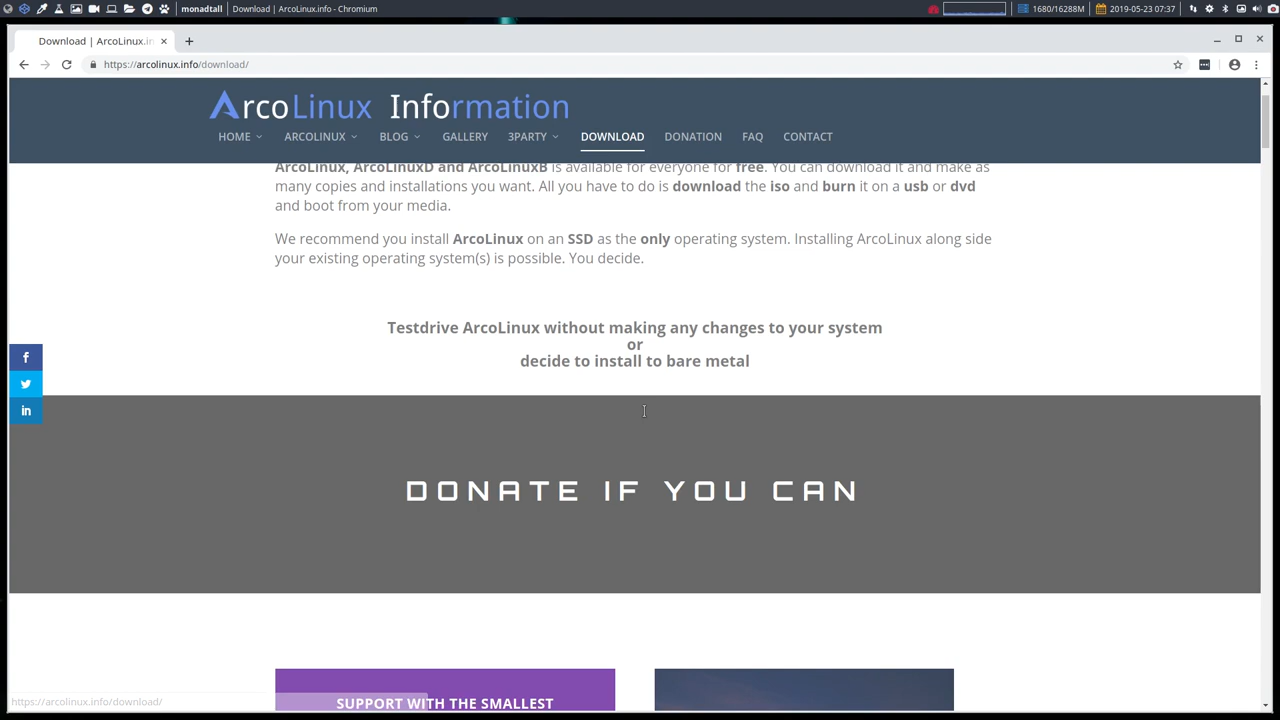 monadtall Download | ArcoLinux.info - Chromium 1680/16288M 2019-05-23 07:37
Download | ArcoLinux.in
https://arcolinux.info/download/
ArcoLinux Information
HOME ARCOLINUX BLOG GALLERY 3PARTY DOWNLOAD DONATION FAQ CONTACT
ArcoLinux, ArcoLinuxD and ArcoLinuxB is available for everyone for free. You can download it and make as
many copies and installations you want. All you have to do is download the iso and burn it on a usb or dvd
and boot from your media.
We recommend you install ArcoLinux on an SSD as the only operating system. Installing ArcoLinux along side
your existing operating system(s) is possible. You decide.
Testdrive ArcoLinux without making any changes to your system
or
decide to install to bare metal
DONATE IF YOU CAN
SUPPORT WITH THE SMALLEST
https://arcolinux.info/download/